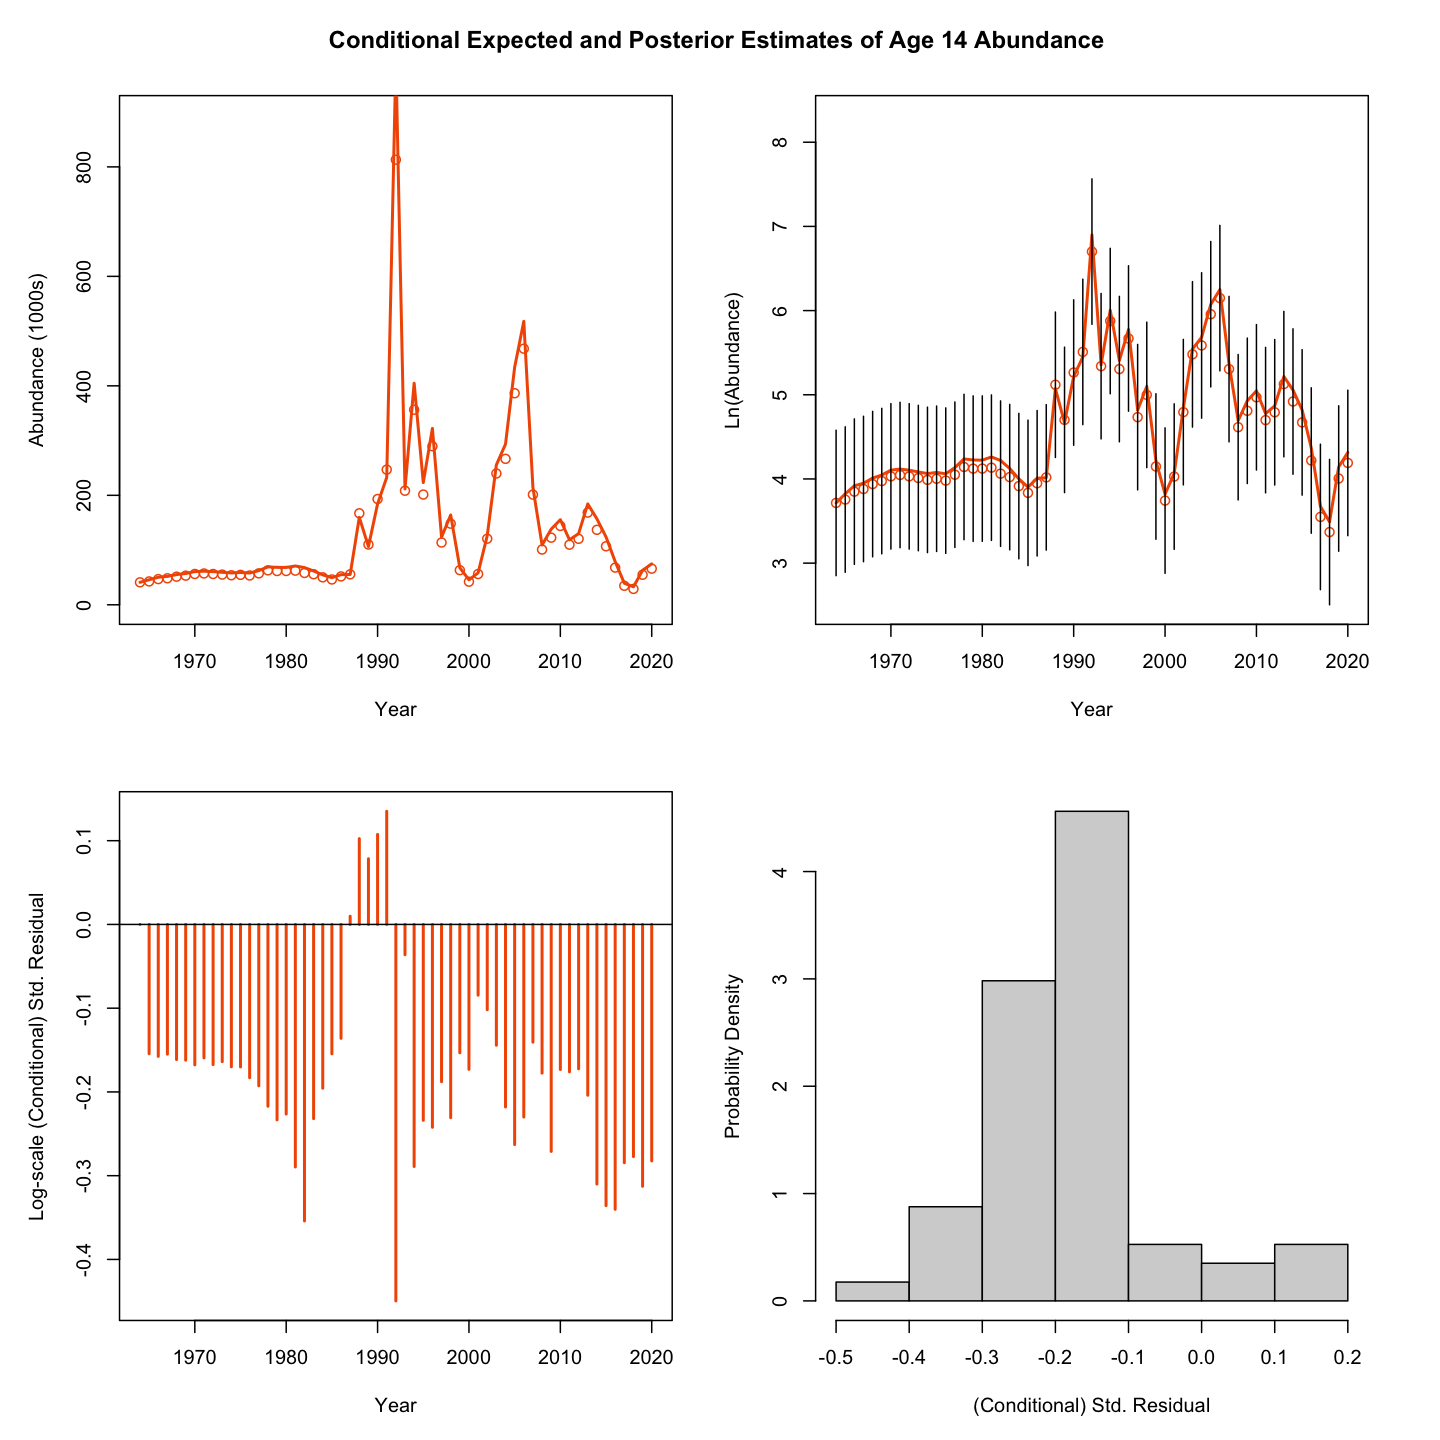 Conditional Expected and Posterior Estimates of Age 14 Abundance
Abundance (1000s)
0 200 400 600 800
1970 1980 1990 2000 2010 2020
Year
Ln(Abundance)
3 4 5 6 7 8
1970 1980 1990 2000 2010 2020
Year
Log-scale (Conditional) Std. Residual
-0.4 -0.3 -0.2 -0.1 0.0 0.1
1970 1980 1990 2000 2010 2020
Year
Probability Density
0 1 2 3 4
-0.5 -0.4 -0.3 -0.2 -0.1 0.0 0.1 0.2
(Conditional) Std. Residual